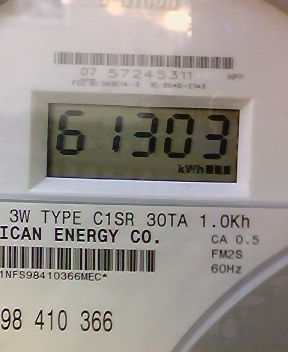 07 57245311
61303
kWh
3W TYPE C1SR 30TA 1.0Kh
ICAN ENERGY CO.
CA 0.5
FM2S
60Hz
1NFS98410366MEC*
98 410 366